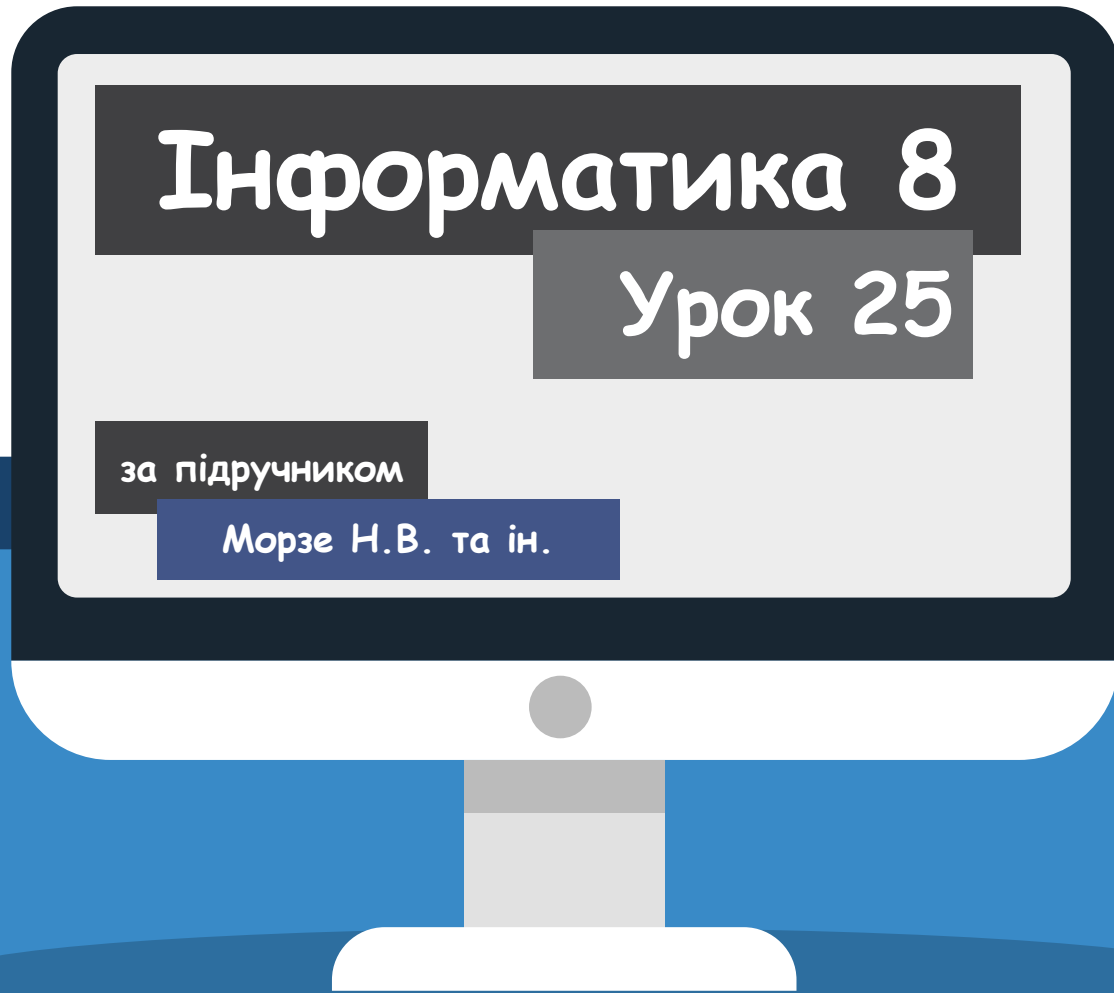 Інформатика 8
Урок 25
за підручником
Морзе Н.В. та ін.